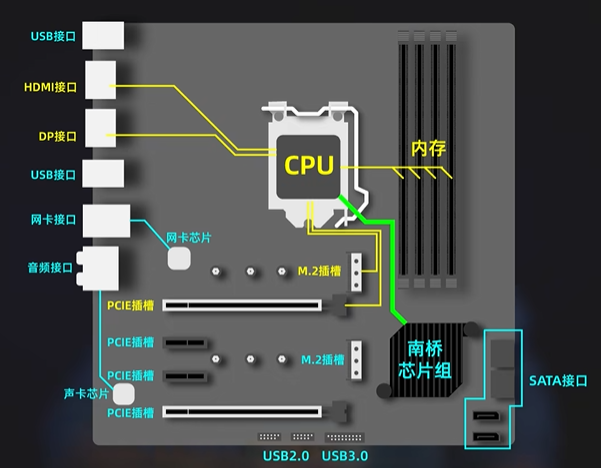 USB接口
HDMI接口
DP接口
USB接口
网卡接口
音频接口
CPU
内存
网卡芯片
M.2插槽
PCIE插槽
PCIE插槽
M.2插槽
PCIE插槽
声卡芯片
PCIE插槽
南桥
芯片组
SATA接口
USB2.0
USB3.0